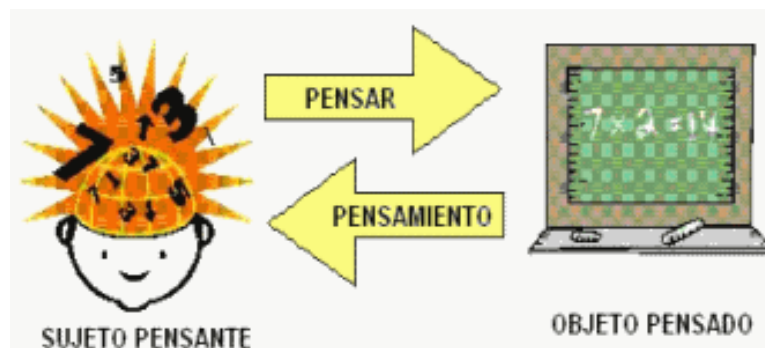 PENSAR
7 x 2 = 14
PENSAMIENTO
SUJETO PENSANTE
OBJETO PENSADO